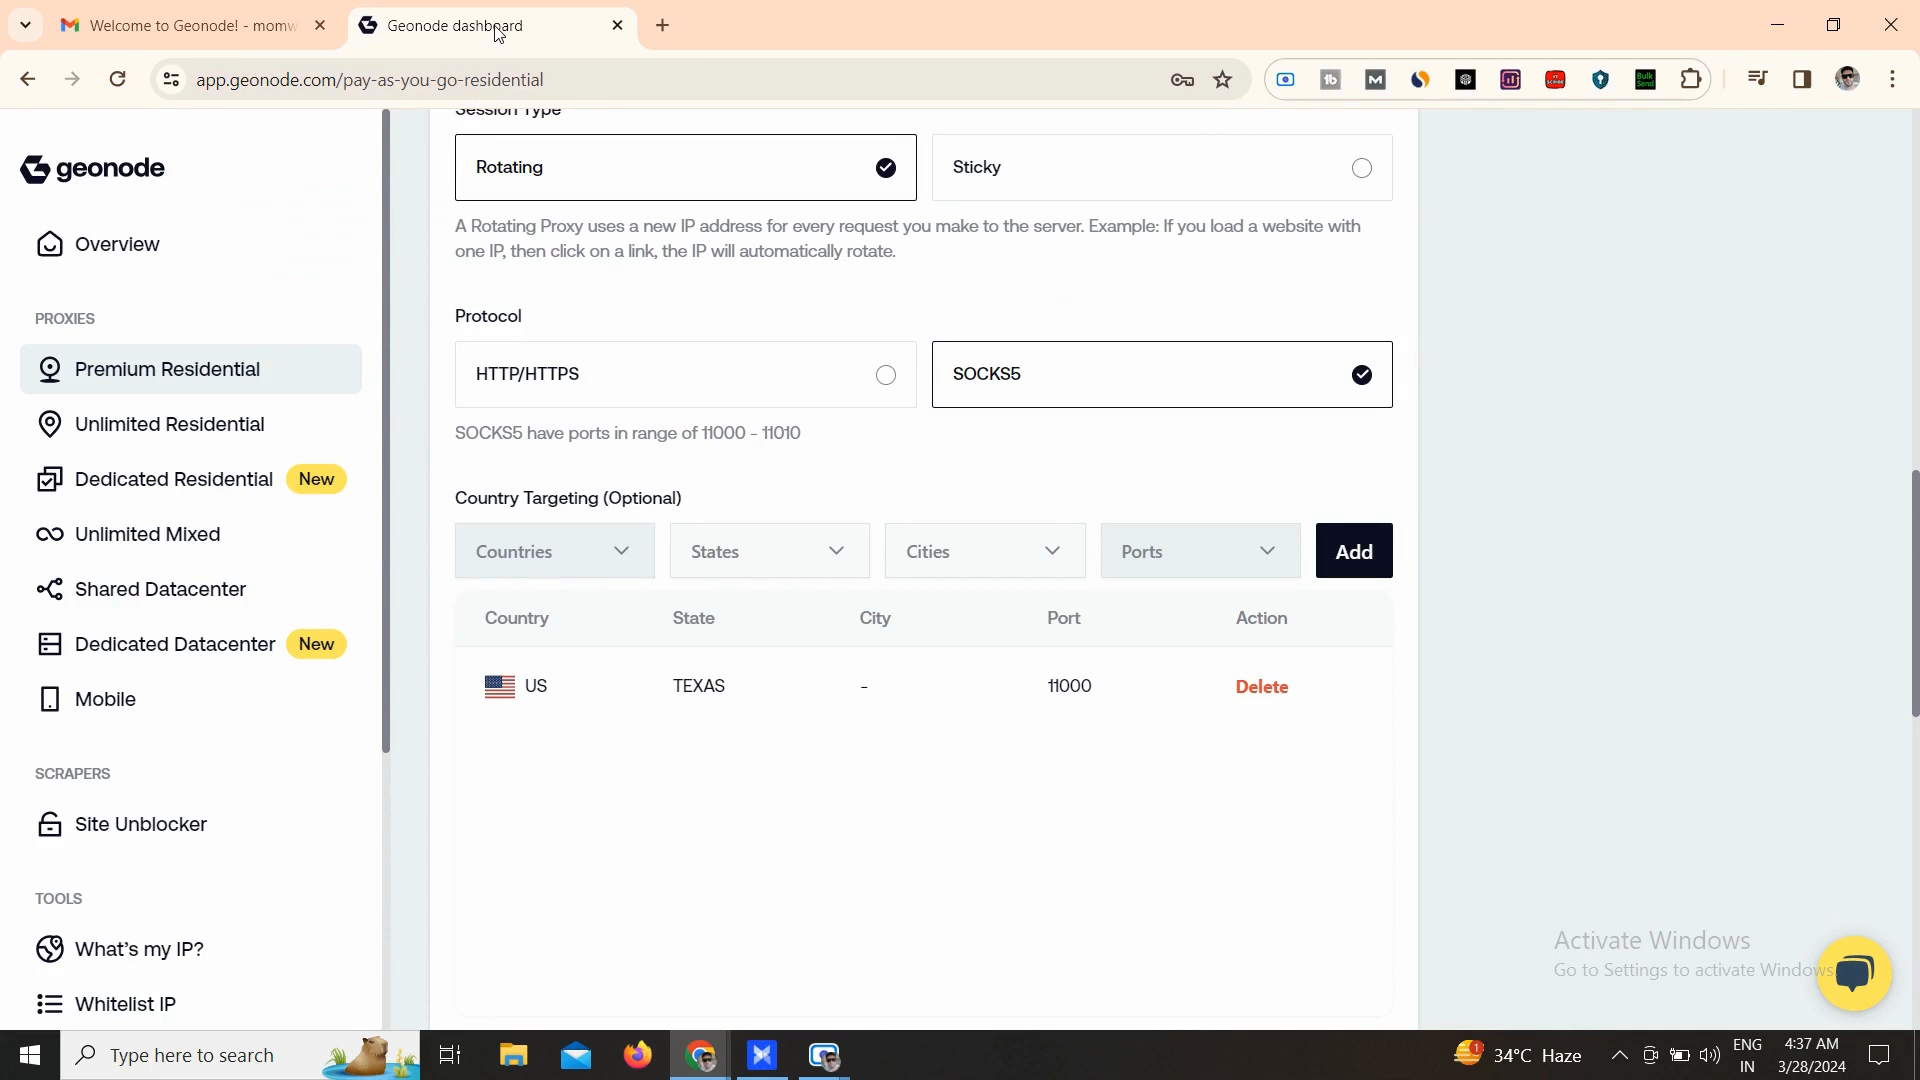 Welcome to Geonode! - momw
Geonode dashboard
app.geonode.com/pay-as-you-go-residential
Bulk
Send
geonode
Overview
PROXIES
Premium Residential
Unlimited Residential
Dedicated Residential New
Unlimited Mixed
Shared Datacenter
Dedicated Datacenter New
Mobile
SCRAPERS
Site Unblocker
TOOLS
What's my IP?
Whitelist IP
Session Type
Rotating
Sticky
A Rotating Proxy uses a new IP address for every request you make to the server. Example: If you load a website with
one IP, then click on a link, the IP will automatically rotate.
Protocol
HTTP/HTTPS
SOCKS5
SOCKS5 have ports in range of 11000 - 11010
Country Targeting (Optional)
Countries States Cities Ports Add
Country State City Port Action
US TEXAS - 11000 Delete
Activate Windows
Go to Settings to activate Windows
Type here to search
1
34°C Haze
ENG
IN
4:37 AM
3/28/2024